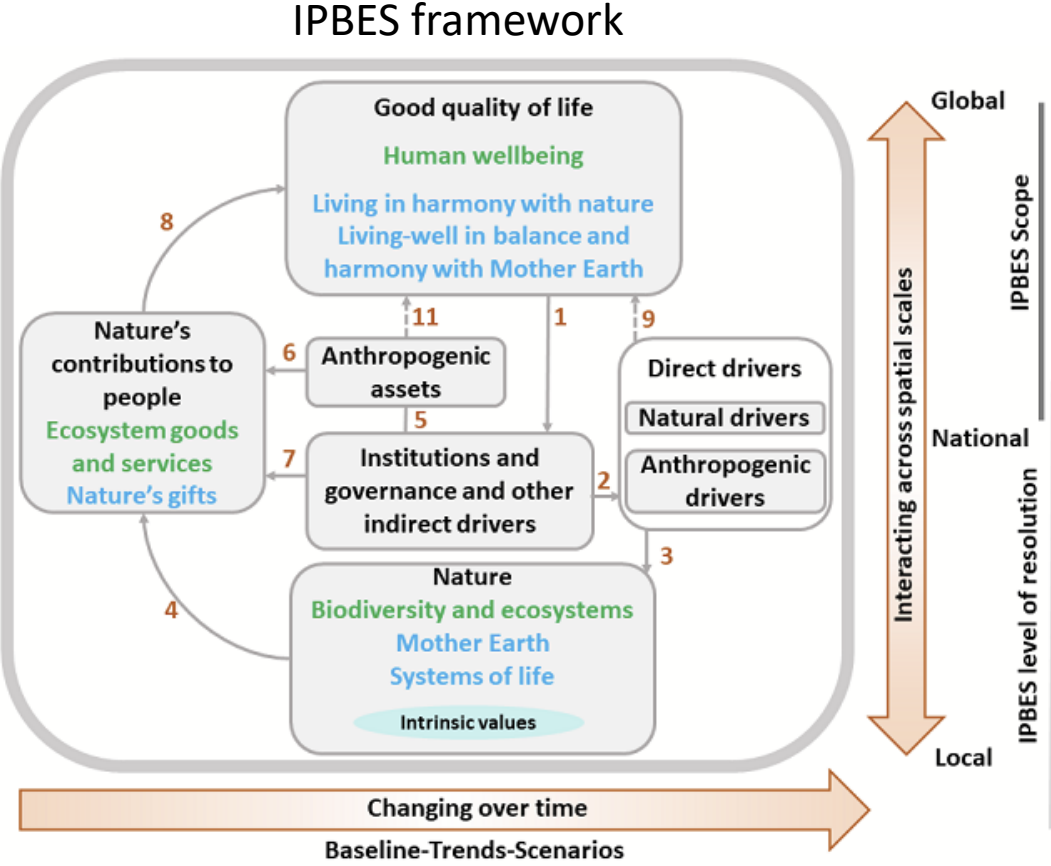 IPBES framework
Good quality of life
Human wellbeing
Living in harmony with nature
Living-well in balance and
harmony with Mother Earth
8
11
1
9
Nature's
contributions to
people
Ecosystem goods
and services
Nature's gifts
6
Anthropogenic
assets
5
7
Institutions and
governance and other
indirect drivers
2
Direct drivers
Natural drivers
Anthropogenic
drivers
3
4
Nature
Biodiversity and ecosystems
Mother Earth
Systems of life
Intrinsic values
Interacting across spatial scales
Global
National
Local
IPBES Scope
IPBES level of resolution
Changing over time
Baseline-Trends-Scenarios